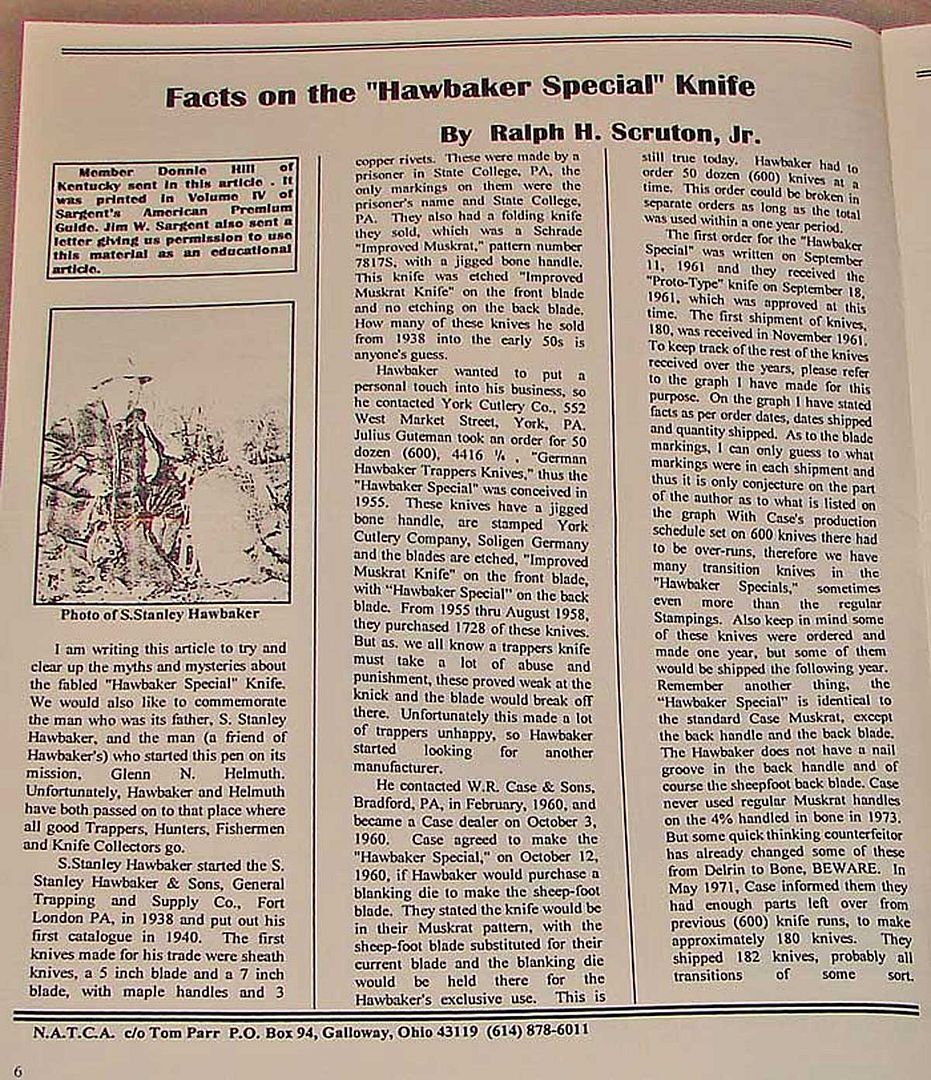 Facts on the "Hawbaker Special" Knife
By Ralph H. Scruton, Jr.
Member Donnie Hill of
Kentucky sent in this article . It
was printed in Volume IV of
Sargent's American Premium
Guide. Jim W. Sargent also sent a
letter giving us permission to use
this material as an educational
article.
Photo of S.Stanley Hawbaker
I am writing this article to try and
clear up the myths and mysteries about
the fabled "Hawbaker Special" Knife.
We would also like to commemorate
the man who was its father, S. Stanley
Hawbaker, and the man (a friend of
Hawbaker's) who started this pen on its
mission, Glenn N. Helmuth.
Unfortunately, Hawbaker and Helmuth
have both passed on to that place where
all good Trappers, Hunters, Fishermen
and Knife Collectors go.
S.Stanley Hawbaker started the S.
Stanley Hawbaker & Sons, General
Trapping and Supply Co., Fort
London PA, in 1938 and put out his
first catalogue in 1940. The first
knives made for his trade were sheath
knives, a 5 inch blade and a 7 inch
blade, with maple handles and 3
copper rivets. These were made by a
prisoner in State College, PA, the
only markings on them were the
prisoner's name and State College,
PA. They also had a folding knife
they sold, which was a Schrade
"Improved Muskrat," pattern number
7817S, with a jigged bone handle.
This knife was etched "Improved
Muskrat Knife" on the front blade
and no etching on the back blade.
How many of these knives he sold
from 1938 into the early 50s is
anyone's guess.
Hawbaker wanted to put a
personal touch into his business, so
he contacted York Cutlery Co., 552
West Market Street, York, PA.
Julius Guteman took an order for 50
dozen (600), 4416 ¼ , "German
Hawbaker Trappers Knives," thus the
"Hawbaker Special" was conceived in
1955. These knives have a jigged
bone handle, are stamped York
Cutlery Company, Soligen Germany
and the blades are etched, "Improved
Muskrat Knife" on the front blade,
with "Hawbaker Special" on the back
blade. From 1955 thru August 1958,
they purchased 1728 of these knives.
But as. we all know a trappers knife
must take a lot of abuse and
punishment, these proved weak at the
knick and the blade would break off
there. Unfortunately this made a lot
of trappers unhappy, so Hawbaker
started looking for another
manufacturer.
He contacted W.R. Case & Sons,
Bradford, PA, in February, 1960, and
became a Case dealer on October 3,
1960. Case agreed to make the
"Hawbaker Special," on October 12,
1960, if Hawbaker would purchase a
blanking die to make the sheep-foot
blade. They stated the knife would be
in their Muskrat pattern, with the
sheep-foot blade substituted for their
current blade and the blanking die
would be held there for the
Hawbaker's exclusive use. This is
still true today. Hawbaker had to
order 50 dozen (600) knives at a
time. This order could be broken in
separate orders as long as the total
was used within a one year period.
The first order for the "Hawbaker
Special" was written on September
11, 1961 and they received the
"Proto-Type" knife on September 18,
1961, which was approved at this
time. The first shipment of knives,
180, was received in November 1961.
To keep track of the rest of the knives
received over the years, please refer
to the graph I have made for this
purpose. On the graph I have stated
facts as per order dates, dates shipped
and quantity shipped. As to the blade
markings, I can only guess to what
markings were in each shipment and
thus it is only conjecture on the part
of the author as to what is listed on
the graph With Case's production
schedule set on 600 knives there had
to be over-runs, therefore we have
many transition knives in the
"Hawbaker Specials," sometimes
even more than the regular
Stampings. Also keep in mind some
of these knives were ordered and
made one year, but some of them
would be shipped the following year.
Remember another thing, the
"Hawbaker Special" is identical to
the standard Case Muskrat, except
the back handle and the back blade.
The Hawbaker does not have a nail
groove in the back handle and of
course the sheepfoot back blade. Case
never used regular Muskrat handles
on the 4% handled in bone in 1973.
But some quick thinking counterfeitor
has already changed some of these
from Delrin to Bone, BEWARE. In
May 1971, Case informed them they
had enough parts left over from
previous (600) knife runs, to make
approximately 180 knives. They
shipped 182 knives, probably all
transitions of some sort.
N.A.T.C.A. c/o Tom Parr P.O. Box 94, Galloway, Ohio 43119 (614) 878-6011
6